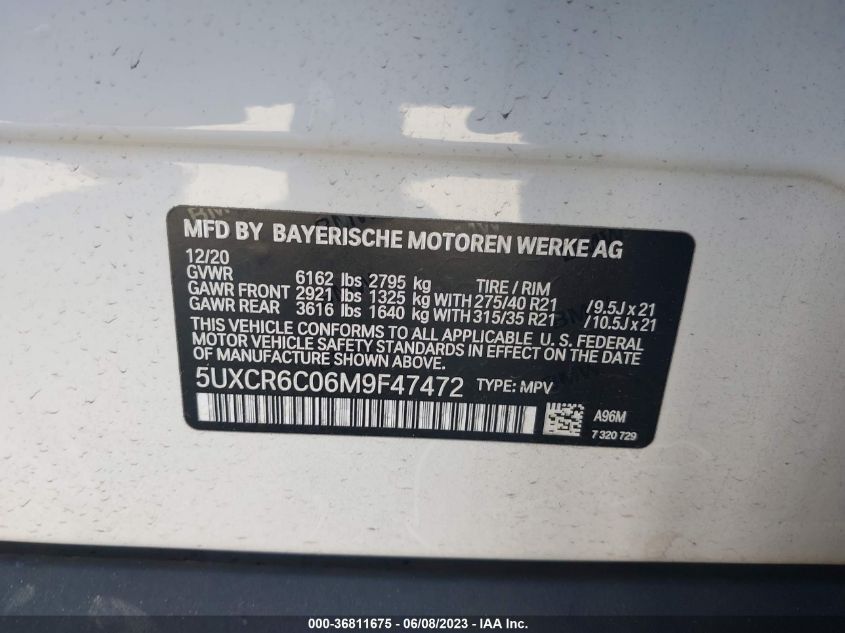 MFD BY BAYERISCHE MOTOREN WERKE AG
12/20
GVWR 6162 lbs 2795 kg TIRE / RIM
GAWR FRONT 2921 lbs 1325 kg WITH 275/40 R21 / 9.5J x 21
GAWR REAR 3616 lbs 1640 kg WITH 315/35 R21 / 10.5J x 21
THIS VEHICLE CONFORMS TO ALL APPLICABLE U. S. FEDERAL
MOTOR VEHICLE SAFETY STANDARDS IN EFFECT ON THE
DATE OF MANUFACTURE SHOWN ABOVE.
5UXCR6C06M9F47472 TYPE: MPV
A96M
7 320 729
000-36811675 - 06/08/2023 - IAA Inc.